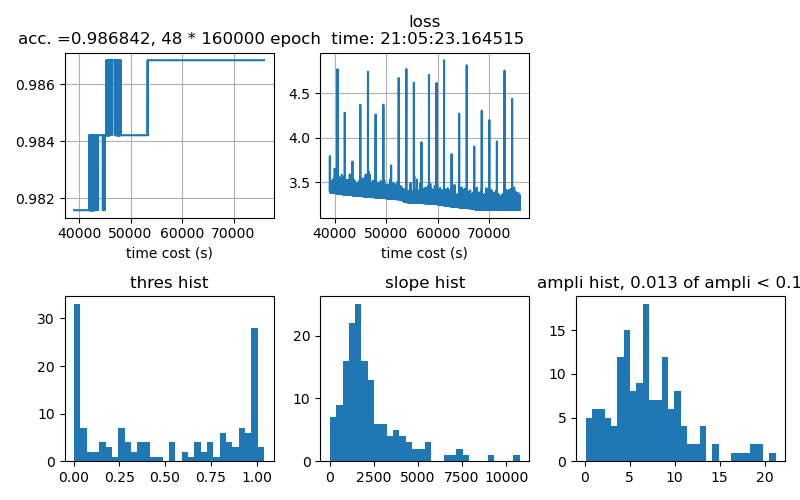 loss
acc. =0.986842, 48 * 160000 epoch time: 21:05:23.164515
0.986
0.984
0.982
40000 50000 60000 70000
time cost (s)
4.5
4.0
3.5
40000 50000 60000 70000
time cost (s)
thres hist
30
20
10
0
0.00 0.25 0.50 0.75 1.00
slope hist
20
10
0
0 2500 5000 7500 10000
ampli hist, 0.013 of ampli < 0.1
15
10
5
0
0 5 10 15 20